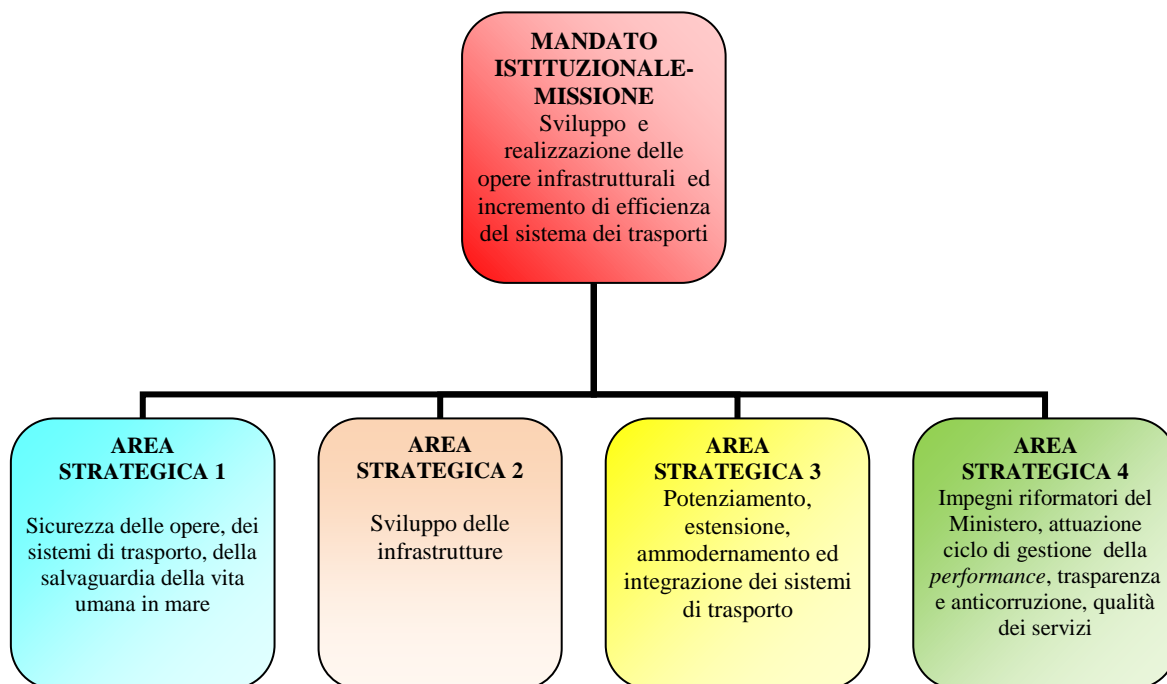 MANDATO
ISTITUZIONALE-
MISSIONE
Sviluppo e
realizzazione delle
opere infrastrutturali ed
incremento di efficienza
del sistema dei trasporti
AREA
STRATEGICA 1
Sicurezza delle opere, dei
sistemi di trasporto, della
salvaguardia della vita
umana in mare
AREA
STRATEGICA 2
Sviluppo delle
infrastrutture
AREA
STRATEGICA 3
Potenziamento,
estensione,
ammodernamento ed
integrazione dei sistemi
di trasporto
AREA
STRATEGICA 4
Impegni riformatori del
Ministero, attuazione
ciclo di gestione della
performance, trasparenza
e anticorruzione, qualità
dei servizi